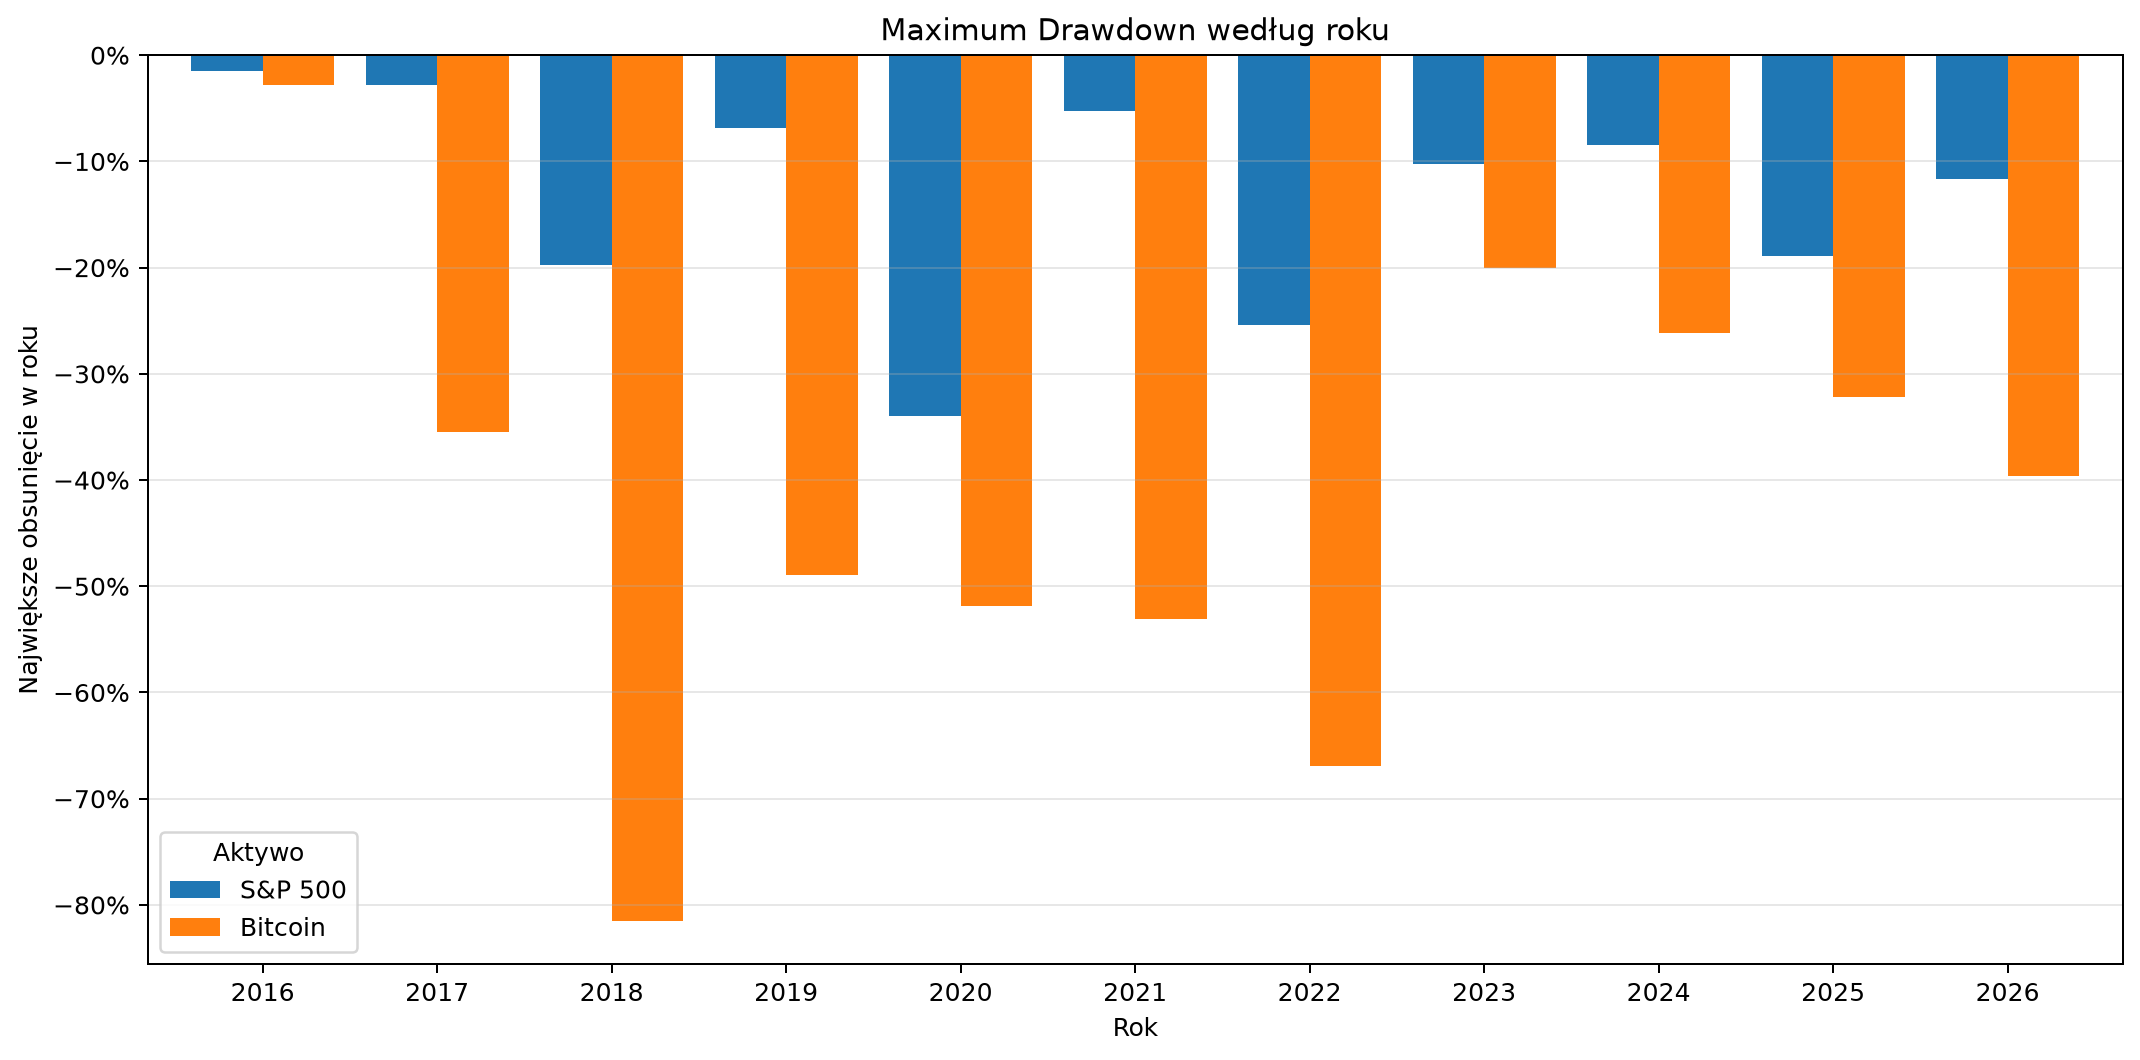 Maximum Drawdown według roku
Największe obsunięcie w roku
0%
−10%
−20%
−30%
−40%
−50%
−60%
−70%
−80%
Aktywo
S&P 500
Bitcoin
2016 2017 2018 2019 2020 2021 2022 2023 2024 2025 2026
Rok